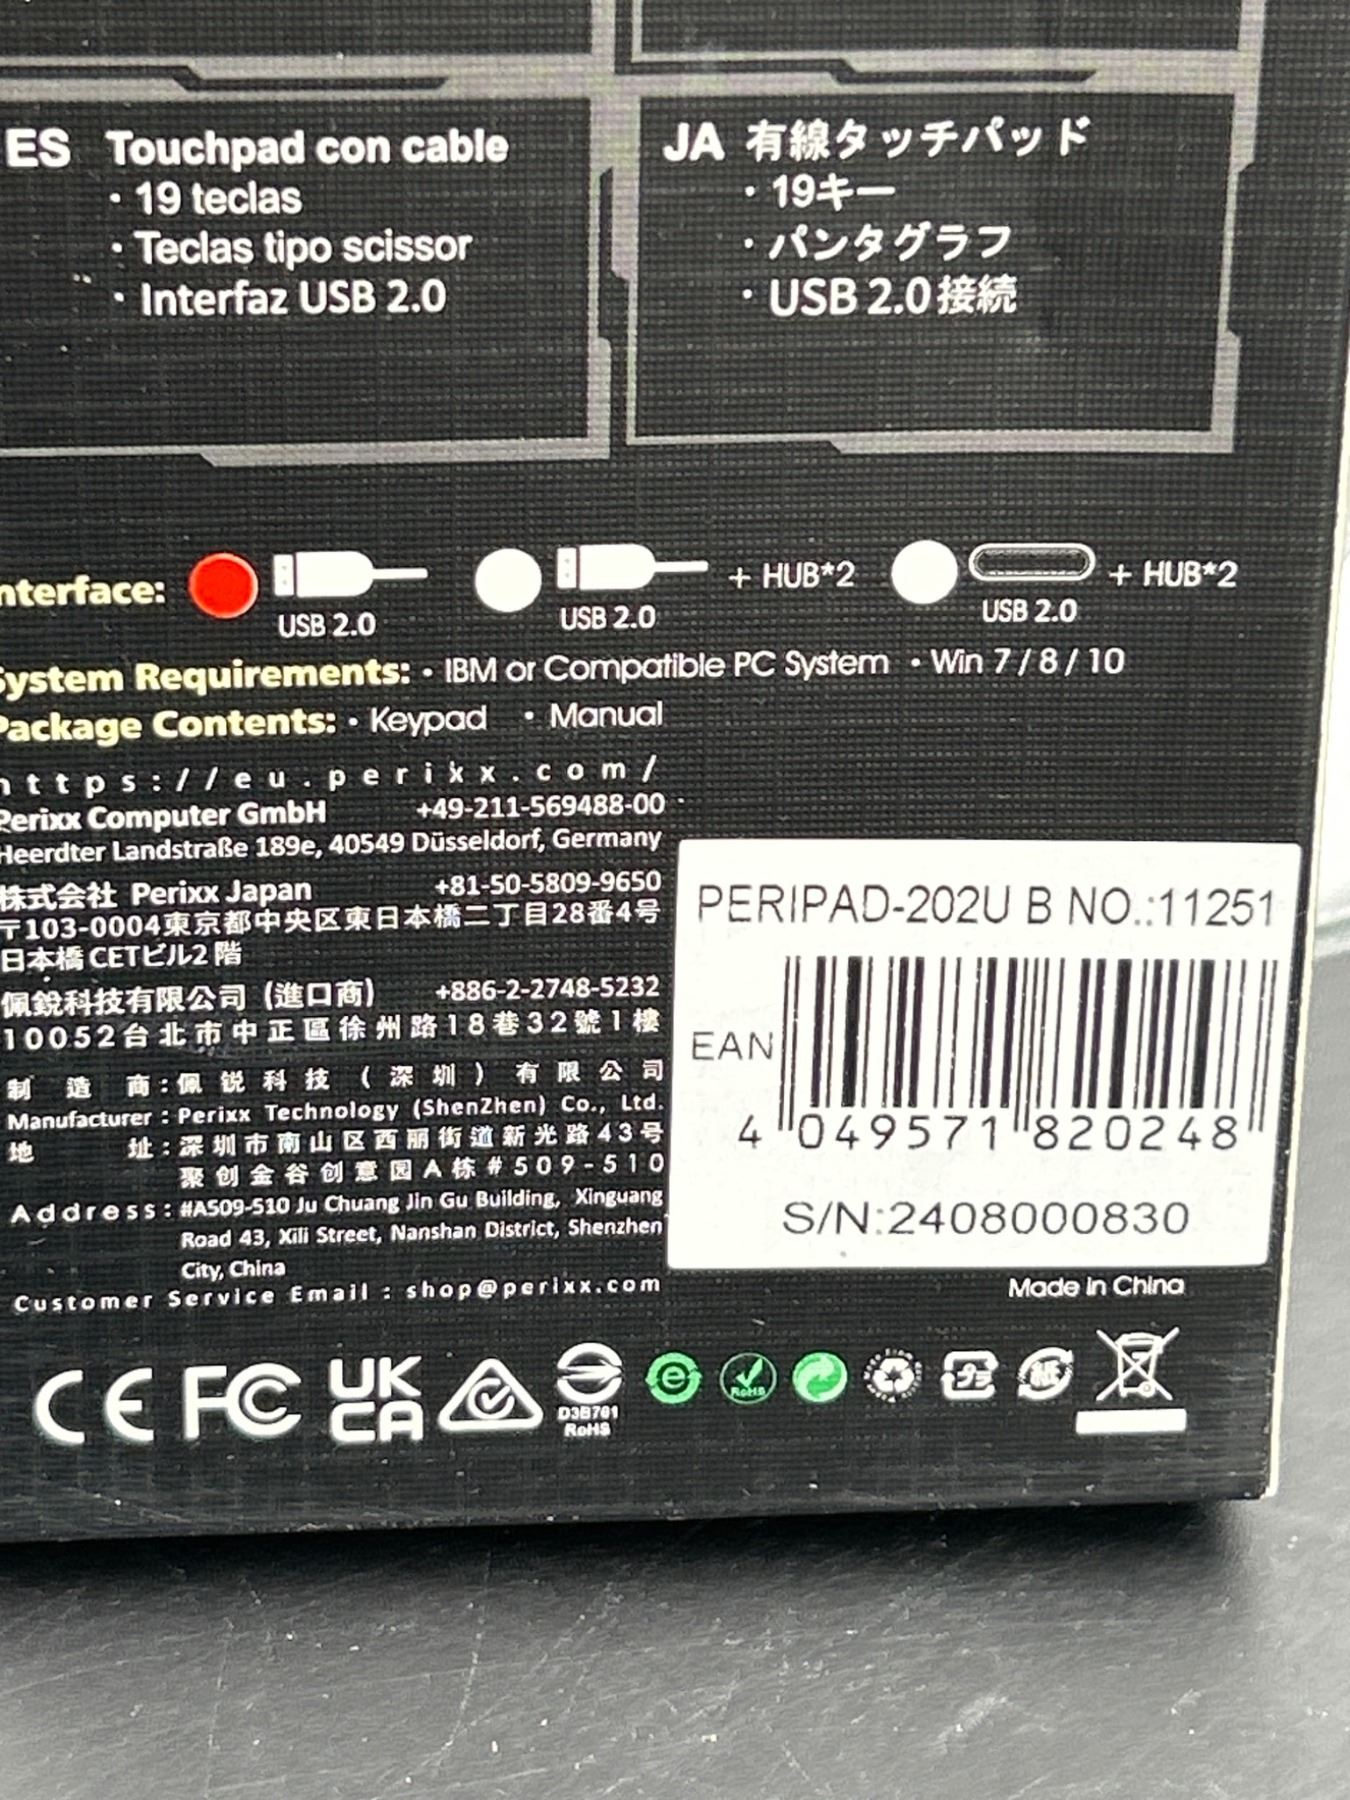 ES Touchpad con cable
· 19 teclas
· Teclas tipo scissor
· Interfaz USB 2.0
JA 有線タッチパッド
· 19キー
· パンタグラフ
· USB 2.0接続
nterface: USB 2.0 USB 2.0 + HUB*2 USB 2.0 + HUB*2
System Requirements: · IBM or Compatible PC System · Win 7 / 8 / 10
Package Contents: · Keypad · Manual
https://eu.perixx.com/
Perixx Computer GmbH +49-211-569488-00
Heerdter Landstraße 189e, 40549 Düsseldorf, Germany
株式会社 Perixx Japan +81-50-5809-9650
〒103-0004東京都中央区東日本橋二丁目28番4号
日本橋CETビル2階
佩銳科技有限公司 (進口商) +886-2-2748-5232
10052台北市中正區徐州路18巷32號1樓
制造商:佩锐科技(深圳)有限公司
Manufacturer : Perixx Technology (ShenZhen) Co., Ltd.
地址:深圳市南山区西丽街道新光路43号
聚创金谷创意园A栋#509-510
Address: #A509-510 Ju Chuang Jin Gu Building, Xinguang
Road 43, Xili Street, Nanshan District, Shenzhen
City, China
Customer Service Email : shop@perixx.com
PERIPAD-202U B NO.:11251
EAN
4 049571 820248
S/N:2408000830
Made in China
CE FC UK
CA
D3B761
RoHS
e
RoHS
プラ
紙